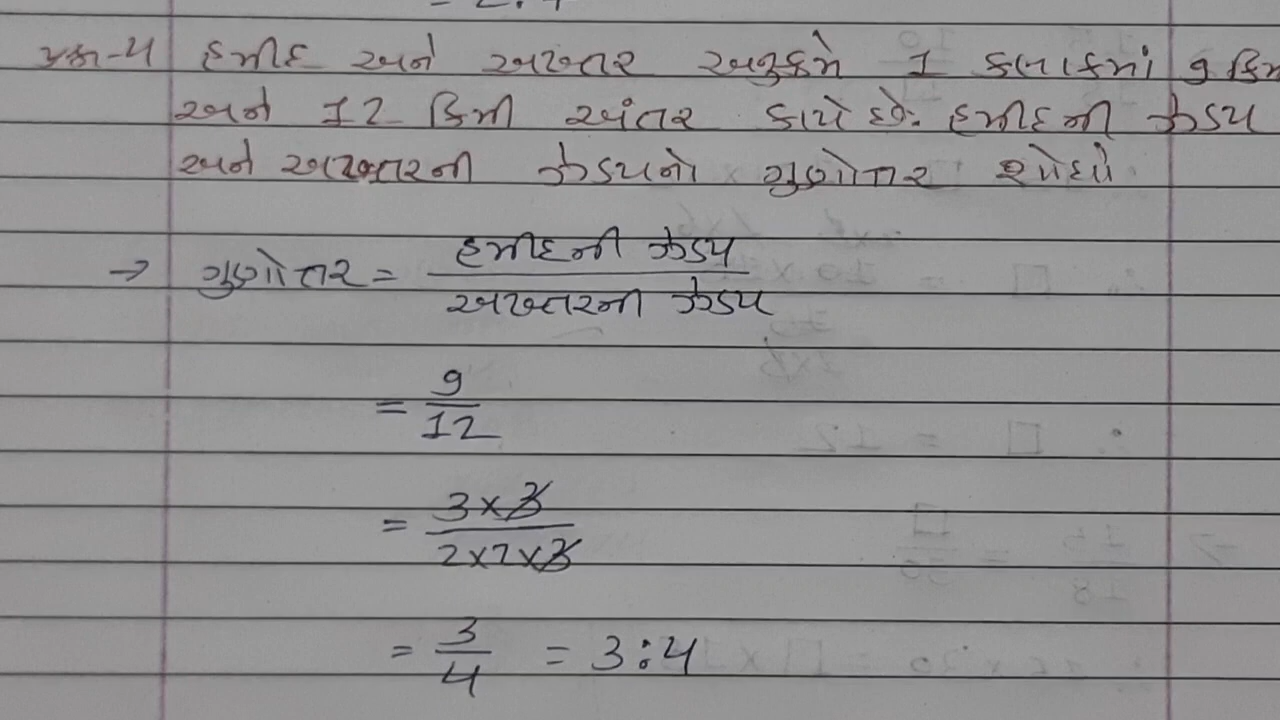 પ્રશ્ન-5 હમીદ અને અખ્તર અનુક્રમે 1 કલાકમાં 9 કિમ
અને 12 કિમી અંતર કાપે છે. હમીદની ઝડપ
અને અખ્તરની ઝડપનો ગુણોત્તર શોધો
→ ગુણોત્તર = હમીદની ઝડપ
અખ્તરની ઝડપ
= 9
12
= 3 × 3
2 × 2 × 3
= 3 = 3 : 4
4